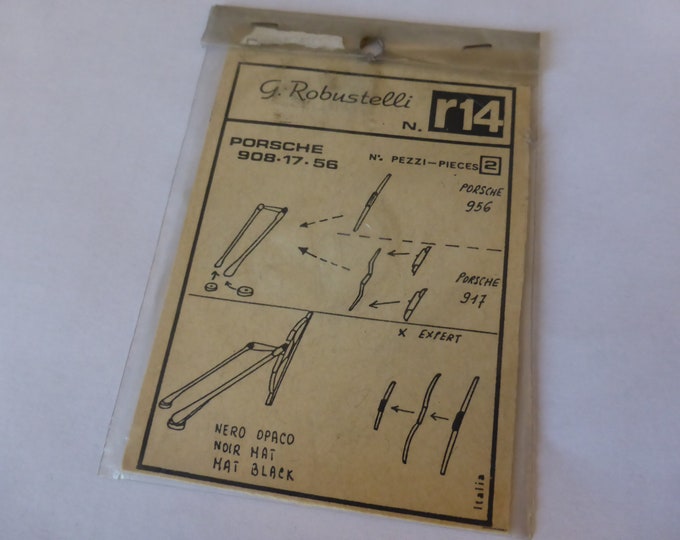 G. Robustelli
N. r14
PORSCHE
908·17·56
N°. PEZZI-PIECES 2
PORSCHE
956
PORSCHE
917
X EXPERT
NERO OPACO
NOIR MAT
MAT BLACK
Italia